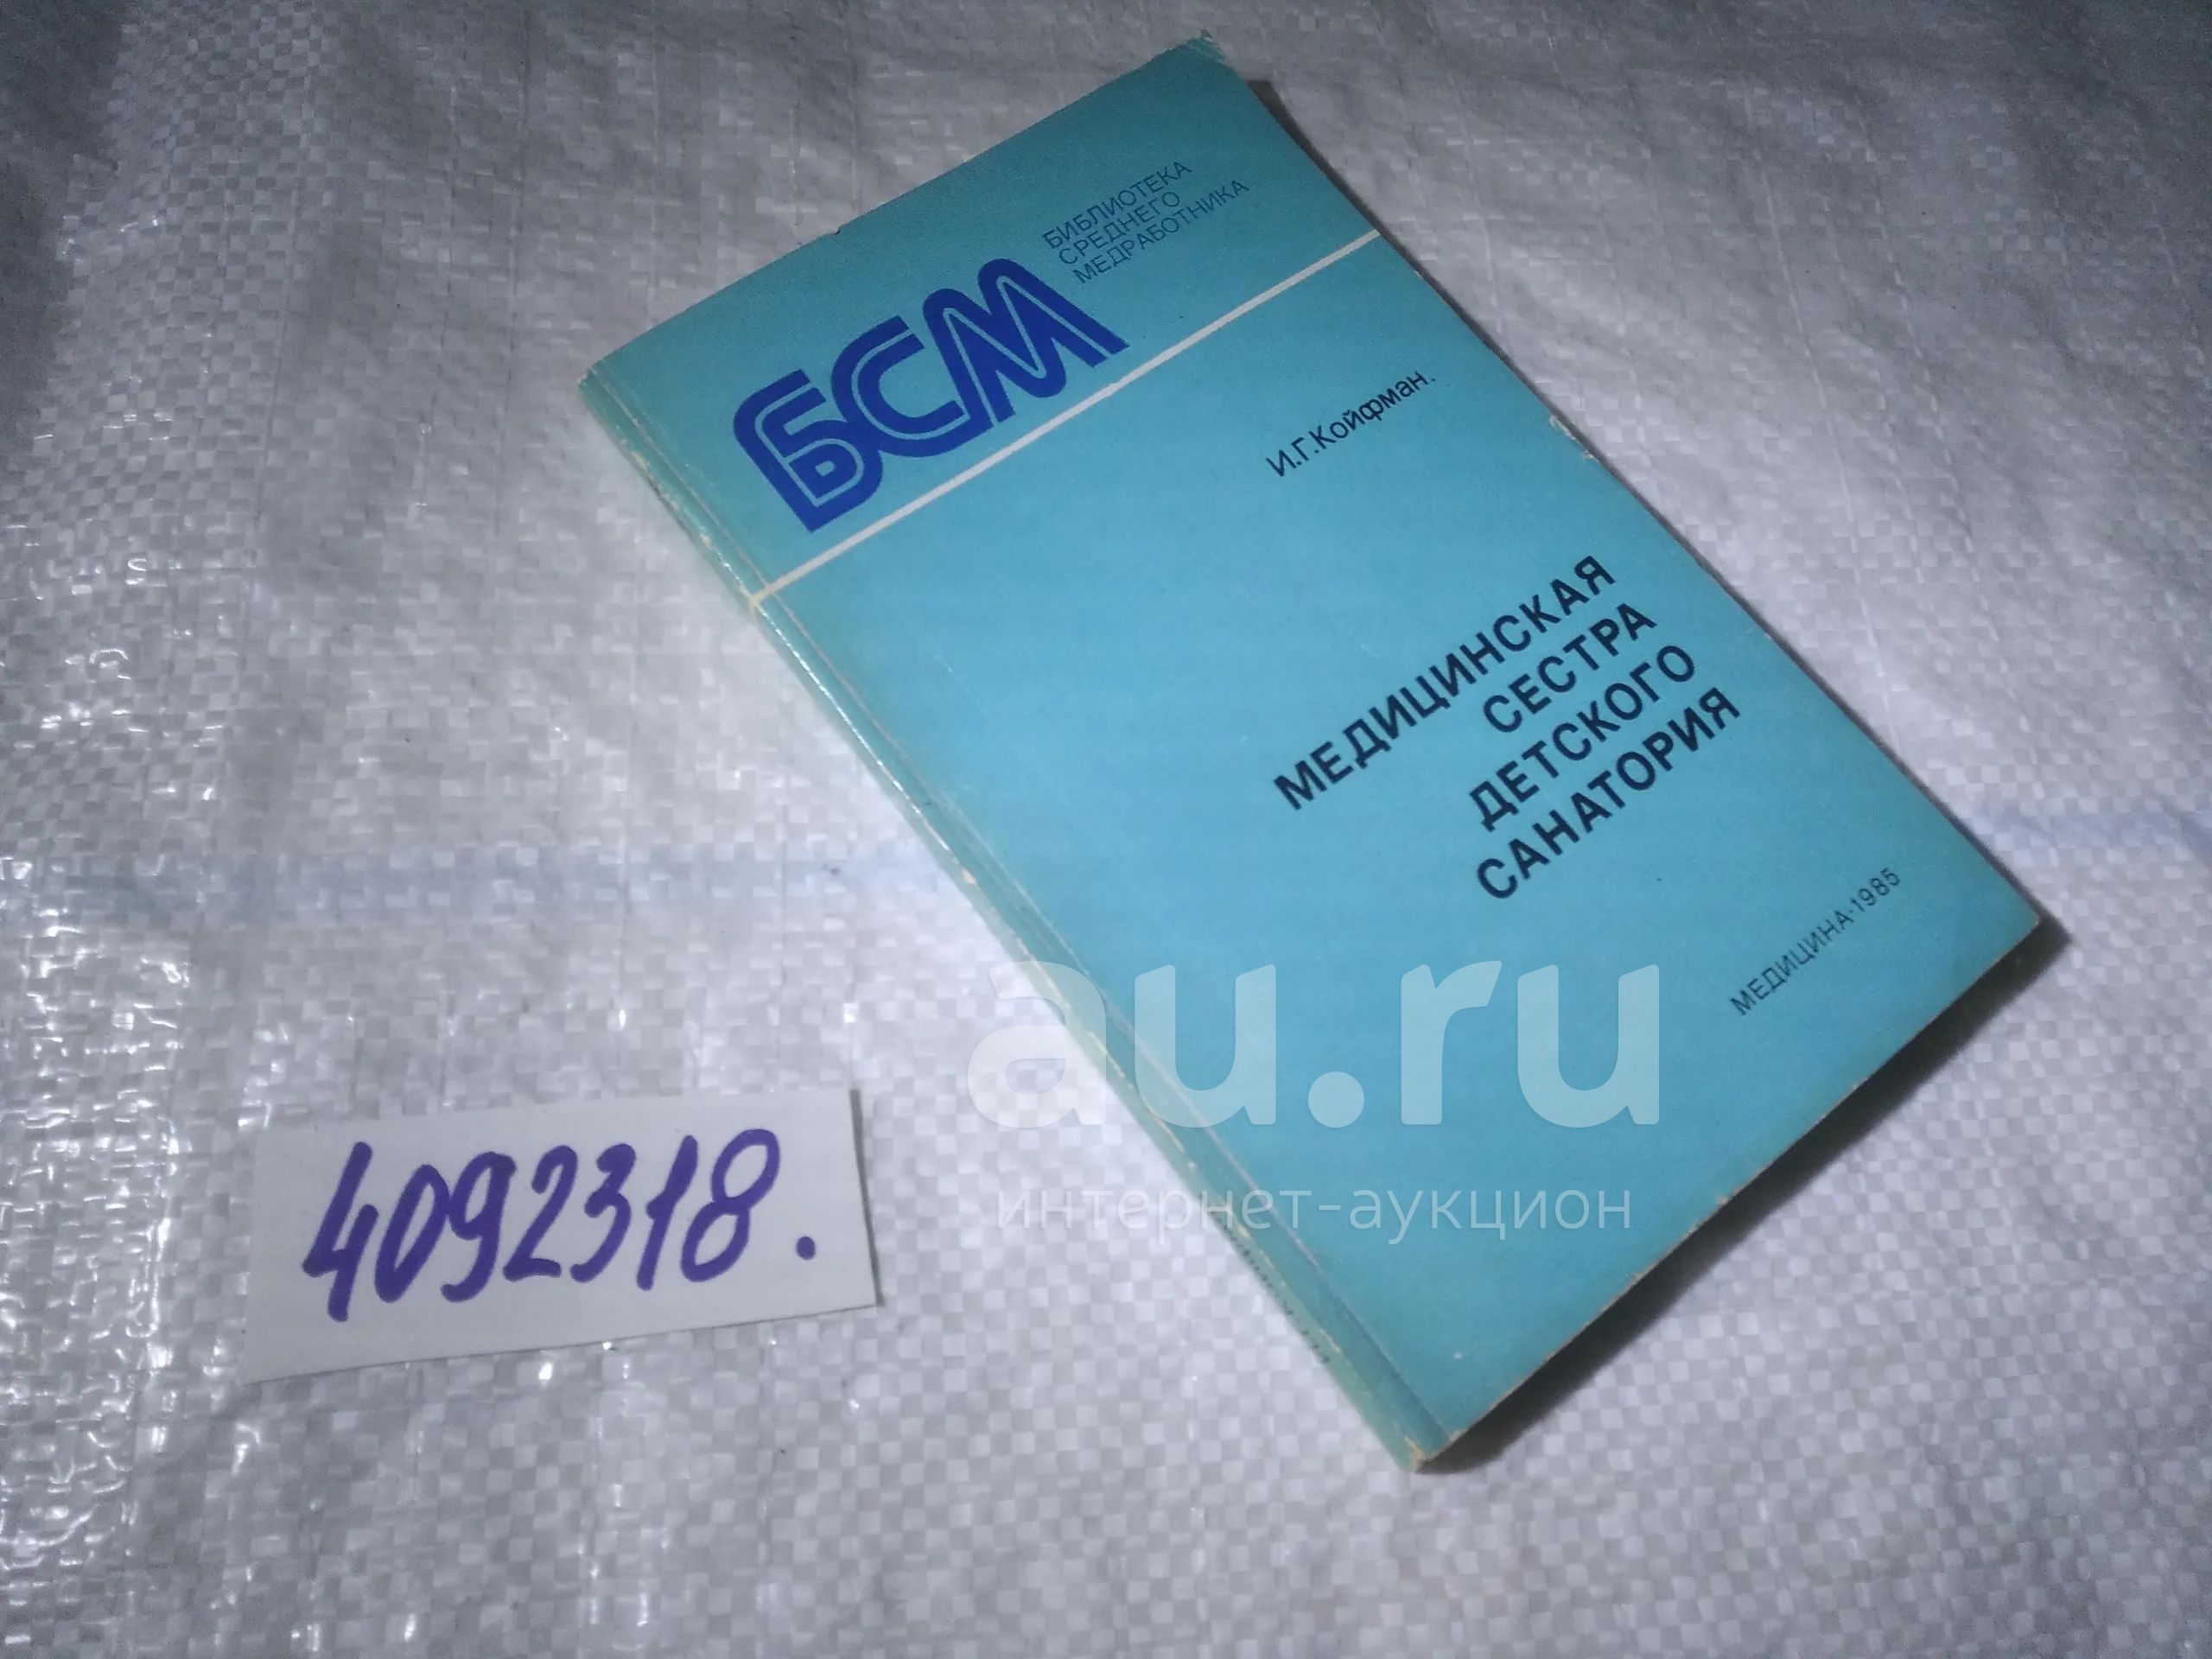 БСМ
БИБЛИОТЕКА
СРЕДНЕГО
МЕДРАБОТНИКА
И.Г.Койфман.
МЕДИЦИНСКАЯ
СЕСТРА
ДЕТСКОГО
САНАТОРИЯ
МЕДИЦИНА·1985
4092318.
au.ru
интернет-аукцион